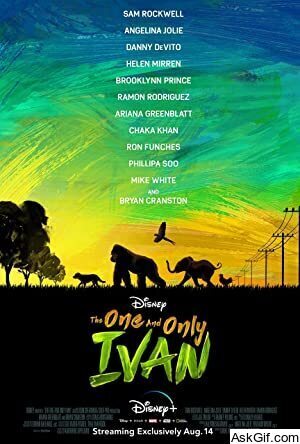 SAM ROCKWELL
ANGELINA JOLIE
DANNY DEVITO
HELEN MIRREN
BROOKLYNN PRINCE
RAMON RODRIGUEZ
ARIANA GREENBLATT
CHAKA KHAN
RON FUNCHES
PHILLIPA SOO
MIKE WHITE
AND
BRYAN CRANSTON
Disney
The One And Only
IVAN
Disney+
Streaming Exclusively Aug. 14
AskGif.com